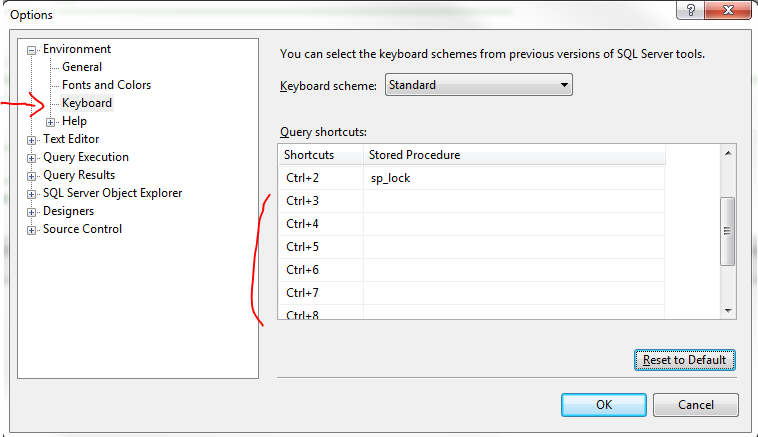 Options
Environment
General
Fonts and Colors
Keyboard
Help
Text Editor
Query Execution
Query Results
SQL Server Object Explorer
Designers
Source Control
You can select the keyboard schemes from previous versions of SQL Server tools.
Keyboard scheme: Standard
Query shortcuts:
Shortcuts Stored Procedure
Ctrl+2 sp_lock
Ctrl+3
Ctrl+4
Ctrl+5
Ctrl+6
Ctrl+7
Ctrl+8
Reset to Default
OK Cancel